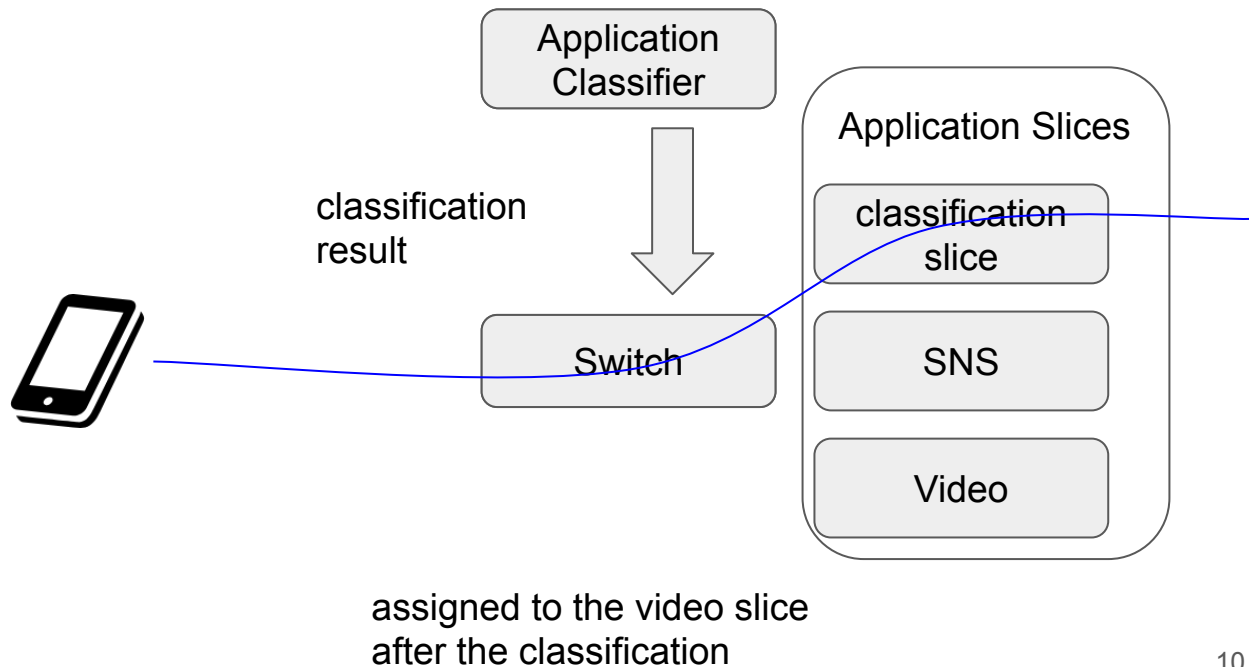 Application
Classifier
Application Slices
classification
result
classification
slice
Switch
SNS
Video
assigned to the video slice
after the classification
10